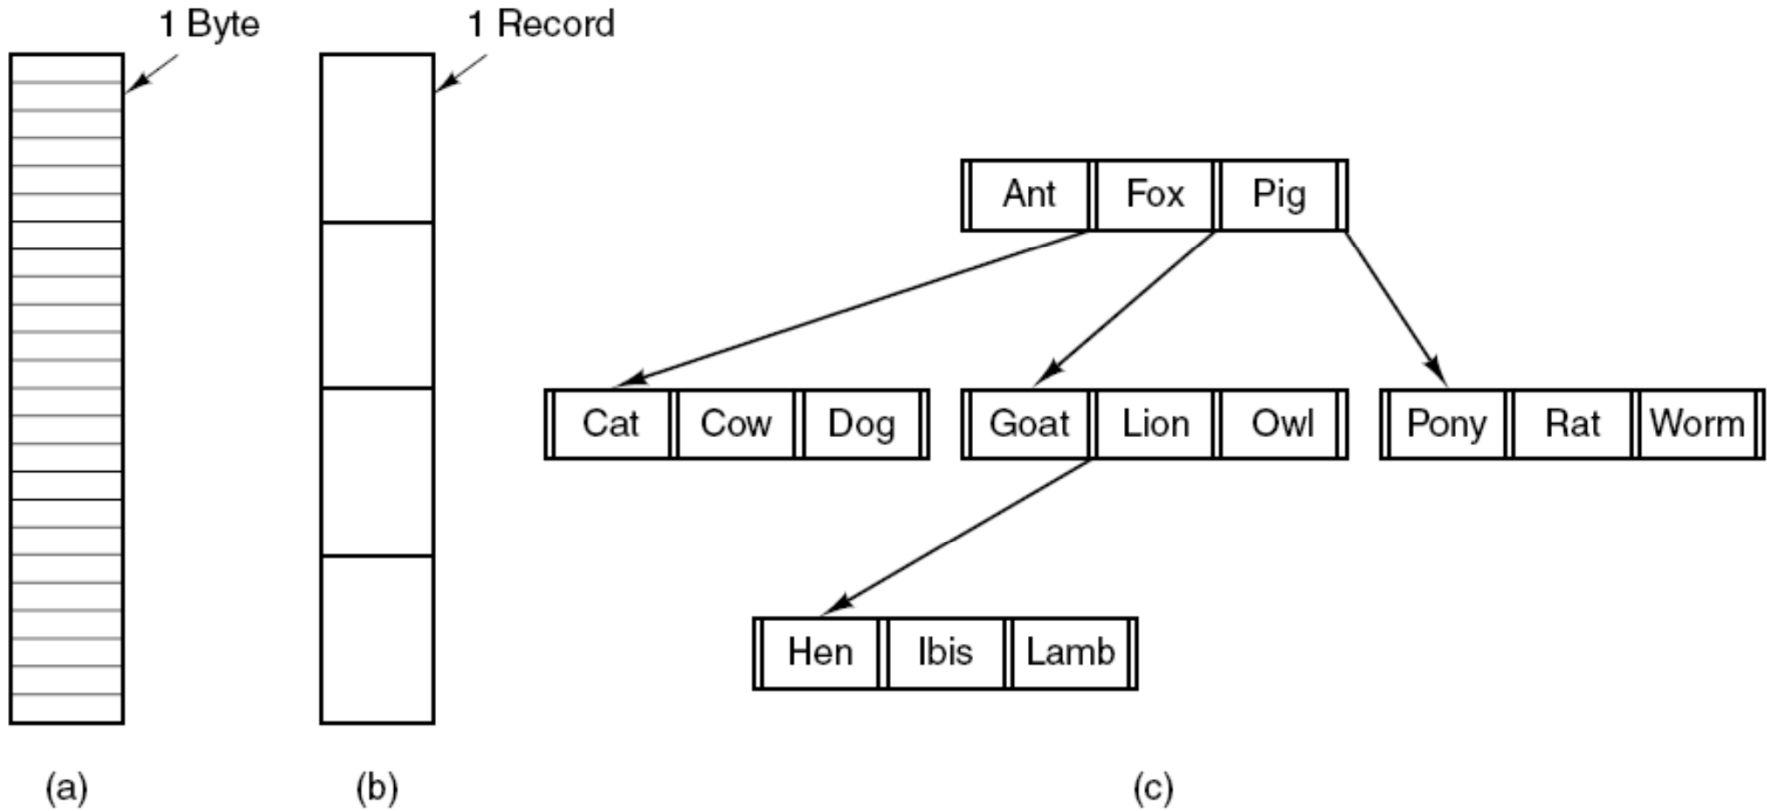 1 Byte
1 Record
Ant Fox Pig
Cat Cow Dog
Goat Lion Owl
Pony Rat Worm
Hen Ibis Lamb
(a)
(b)
(c)